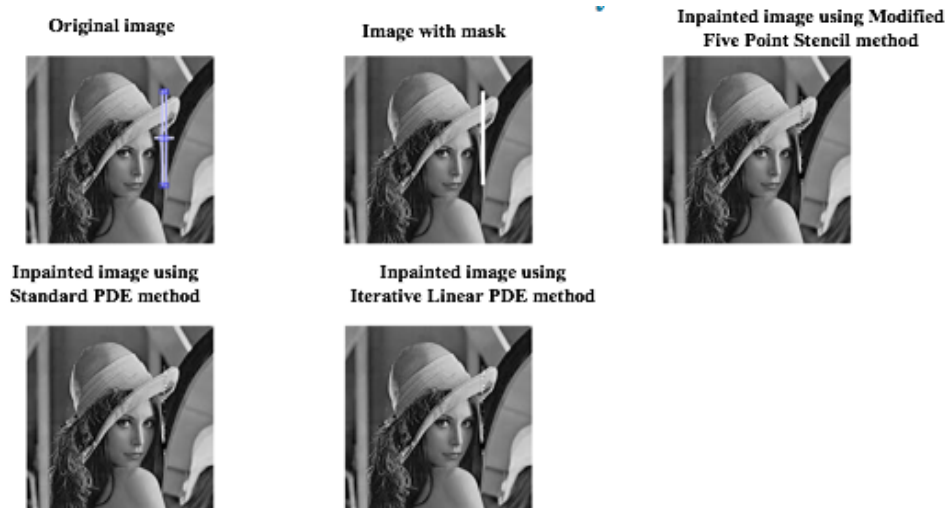 Original image
Image with mask
Inpainted image using Modified
Five Point Stencil method
Inpainted image using
Standard PDE method
Inpainted image using
Iterative Linear PDE method